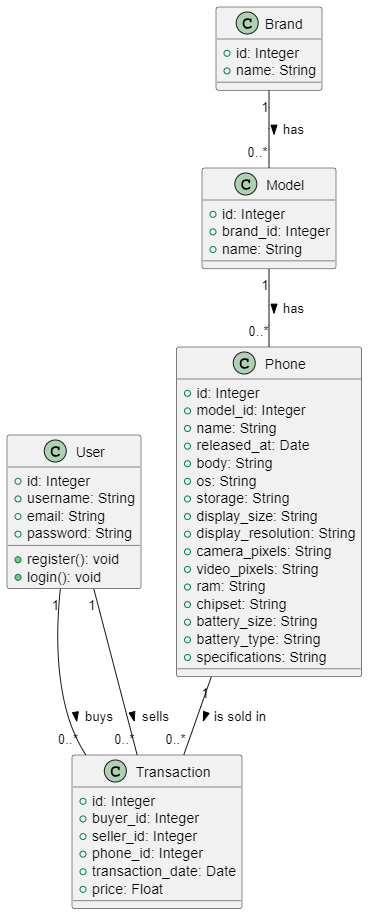 C Brand
id: Integer
name: String
1
has
0..*
C Model
id: Integer
brand_id: Integer
name: String
1
has
0..*
C Phone
id: Integer
model_id: Integer
name: String
released_at: Date
body: String
os: String
storage: String
display_size: String
display_resolution: String
camera_pixels: String
video_pixels: String
ram: String
chipset: String
battery_size: String
battery_type: String
specifications: String
C User
id: Integer
username: String
email: String
password: String
register(): void
login(): void
1 1 1
buys sells is sold in
0..* 0..* 0..*
C Transaction
id: Integer
buyer_id: Integer
seller_id: Integer
phone_id: Integer
transaction_date: Date
price: Float